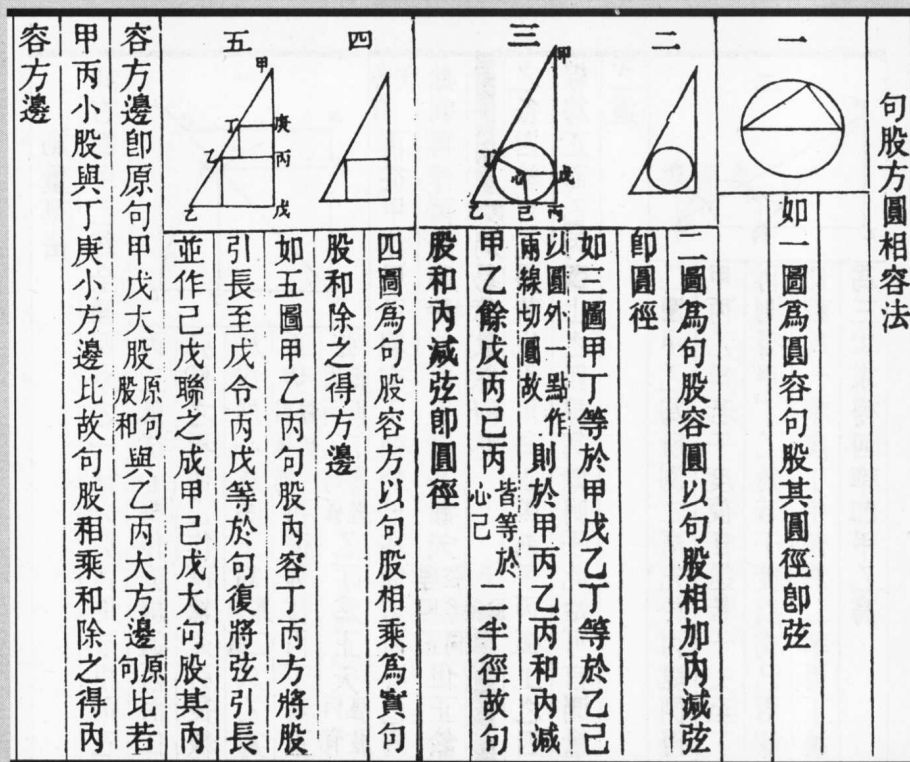 句股方圓相容法
一
如一圖爲圓容句股其圓徑卽弦
二
二圖爲句股容圓以句股相加內減弦
卽圓徑
三
甲
戊
心
乙
己
丙
如三圖甲丁等於甲戊乙丁等於乙己
以圓外一點作
兩線切圓故
則於甲丙乙丙和內減
甲乙餘戊丙己丙
皆等於
心己
一半徑故句
股和內減弦卽圓徑
四
四圖爲句股容方以句股相乘爲實句
股和除之得方邊
五
甲
丁
庚
乙
丙
己
戊
如五圖甲乙丙句股內容丁丙方將股
引長至戊令丙戊等於句復將弦引長
並作己戊聯之成甲己戊大句股其內
容方邊卽原句甲戊大股
原句
股和
與乙丙大方邊
原
句
比若
甲丙小股與丁庚小方邊比故句股相乘和除之得內
容方邊